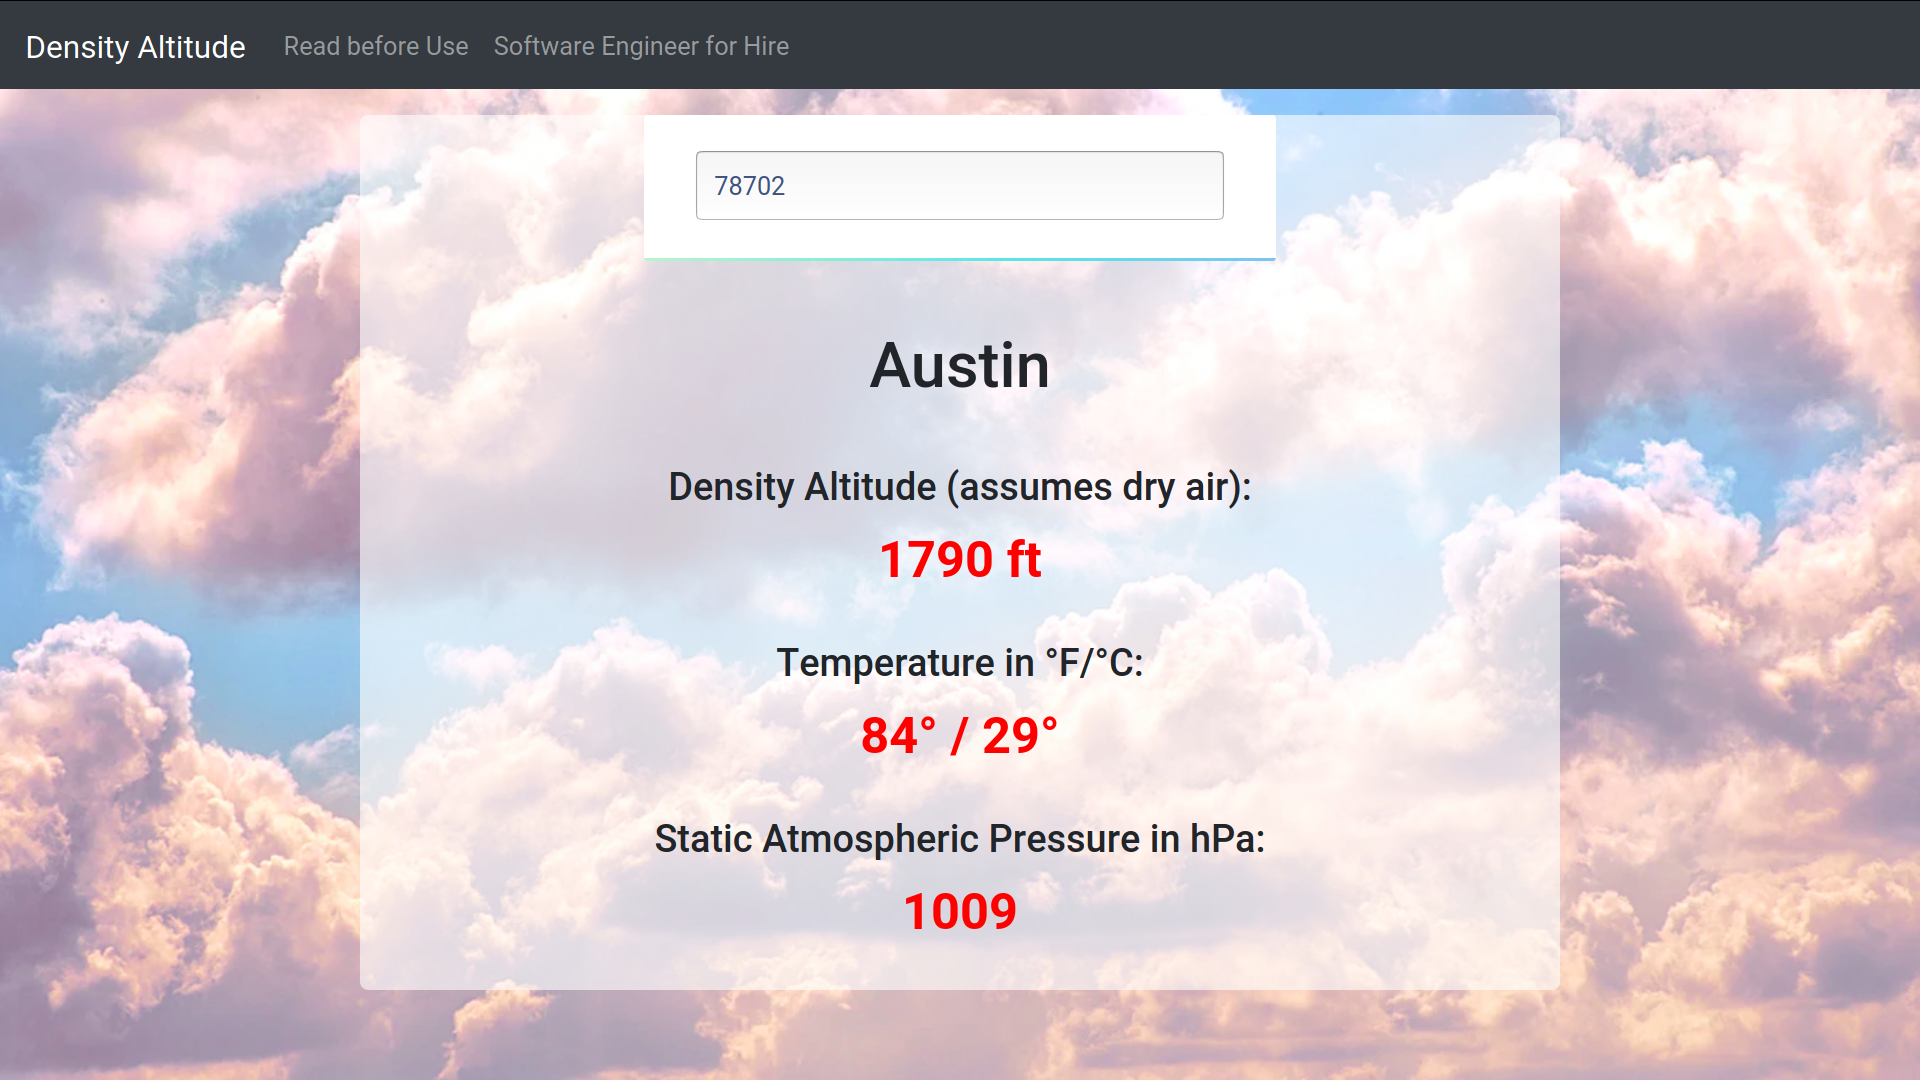 Density Altitude Read before Use Software Engineer for Hire
78702
Austin
Density Altitude (assumes dry air):
1790 ft
Temperature in °F/°C:
84° / 29°
Static Atmospheric Pressure in hPa:
1009